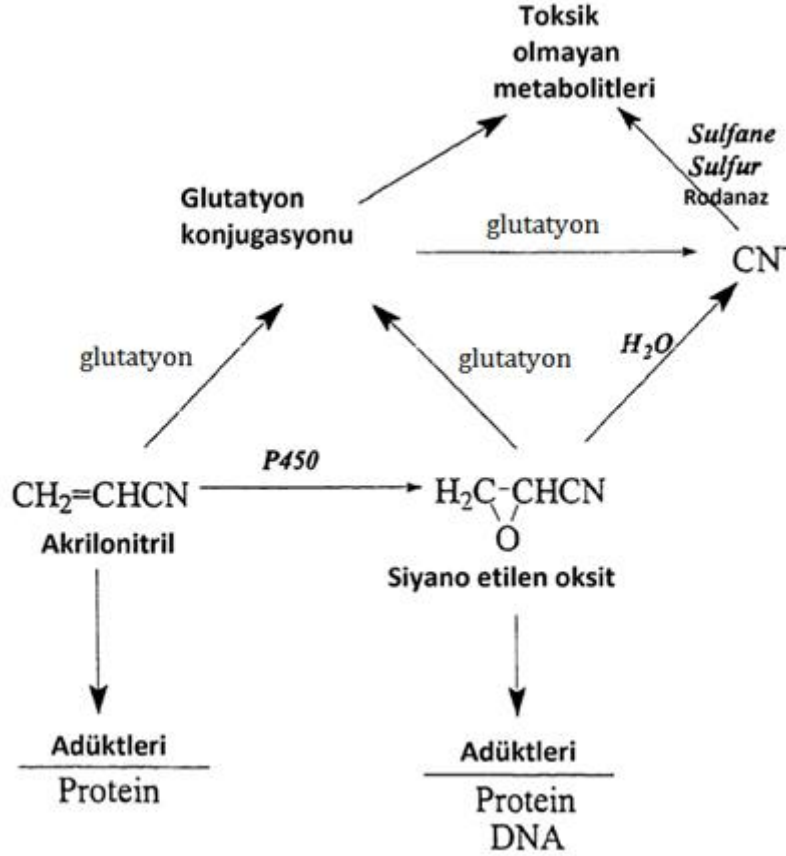 Toksik
olmayan
metabolitleri
Sulfane
Sulfur
Rodanaz
Glutatyon
konjugasyonu
glutatyon
CN⁻
glutatyon
glutatyon
H₂O
P450
CH₂=CHCN
H₂C-CHCN
O
Akrilonitril
Siyano etilen oksit
Adüktleri
Protein
Adüktleri
Protein
DNA